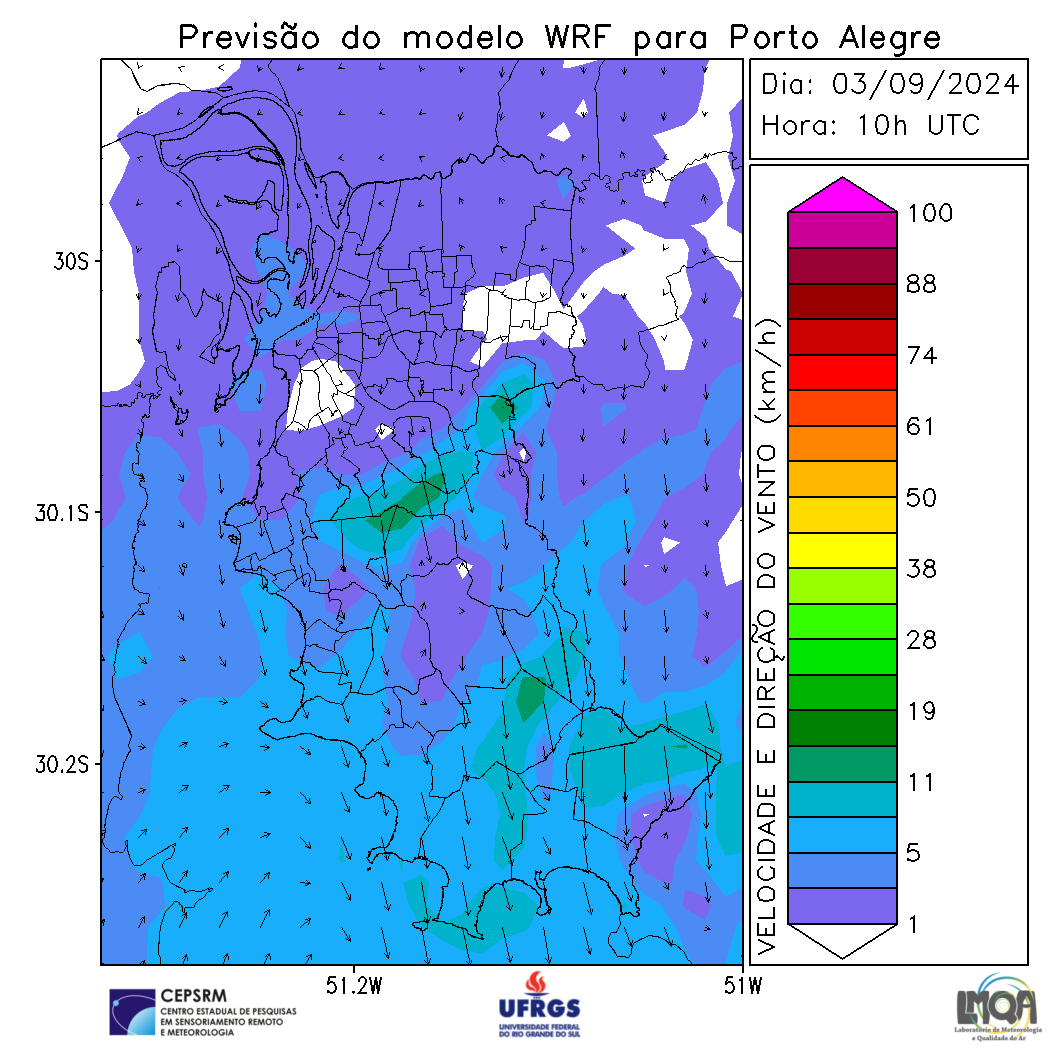 Previsão do modelo WRF para Porto Alegre
Dia: 03/09/2024
Hora: 10h UTC
30S
30.1S
30.2S
51.2W
51W
VELOCIDADE E DIREÇÃO DO VENTO (km/h)
100
88
74
61
50
38
28
19
11
5
1
CEPSRM
CENTRO ESTADUAL DE PESQUISAS
EM SENSORIAMENTO REMOTO
E METEOROLOGIA
UFRGS
UNIVERSIDADE FEDERAL
DO RIO GRANDE DO SUL
LMQA
Laboratório de Meteorologia
e Qualidade do Ar